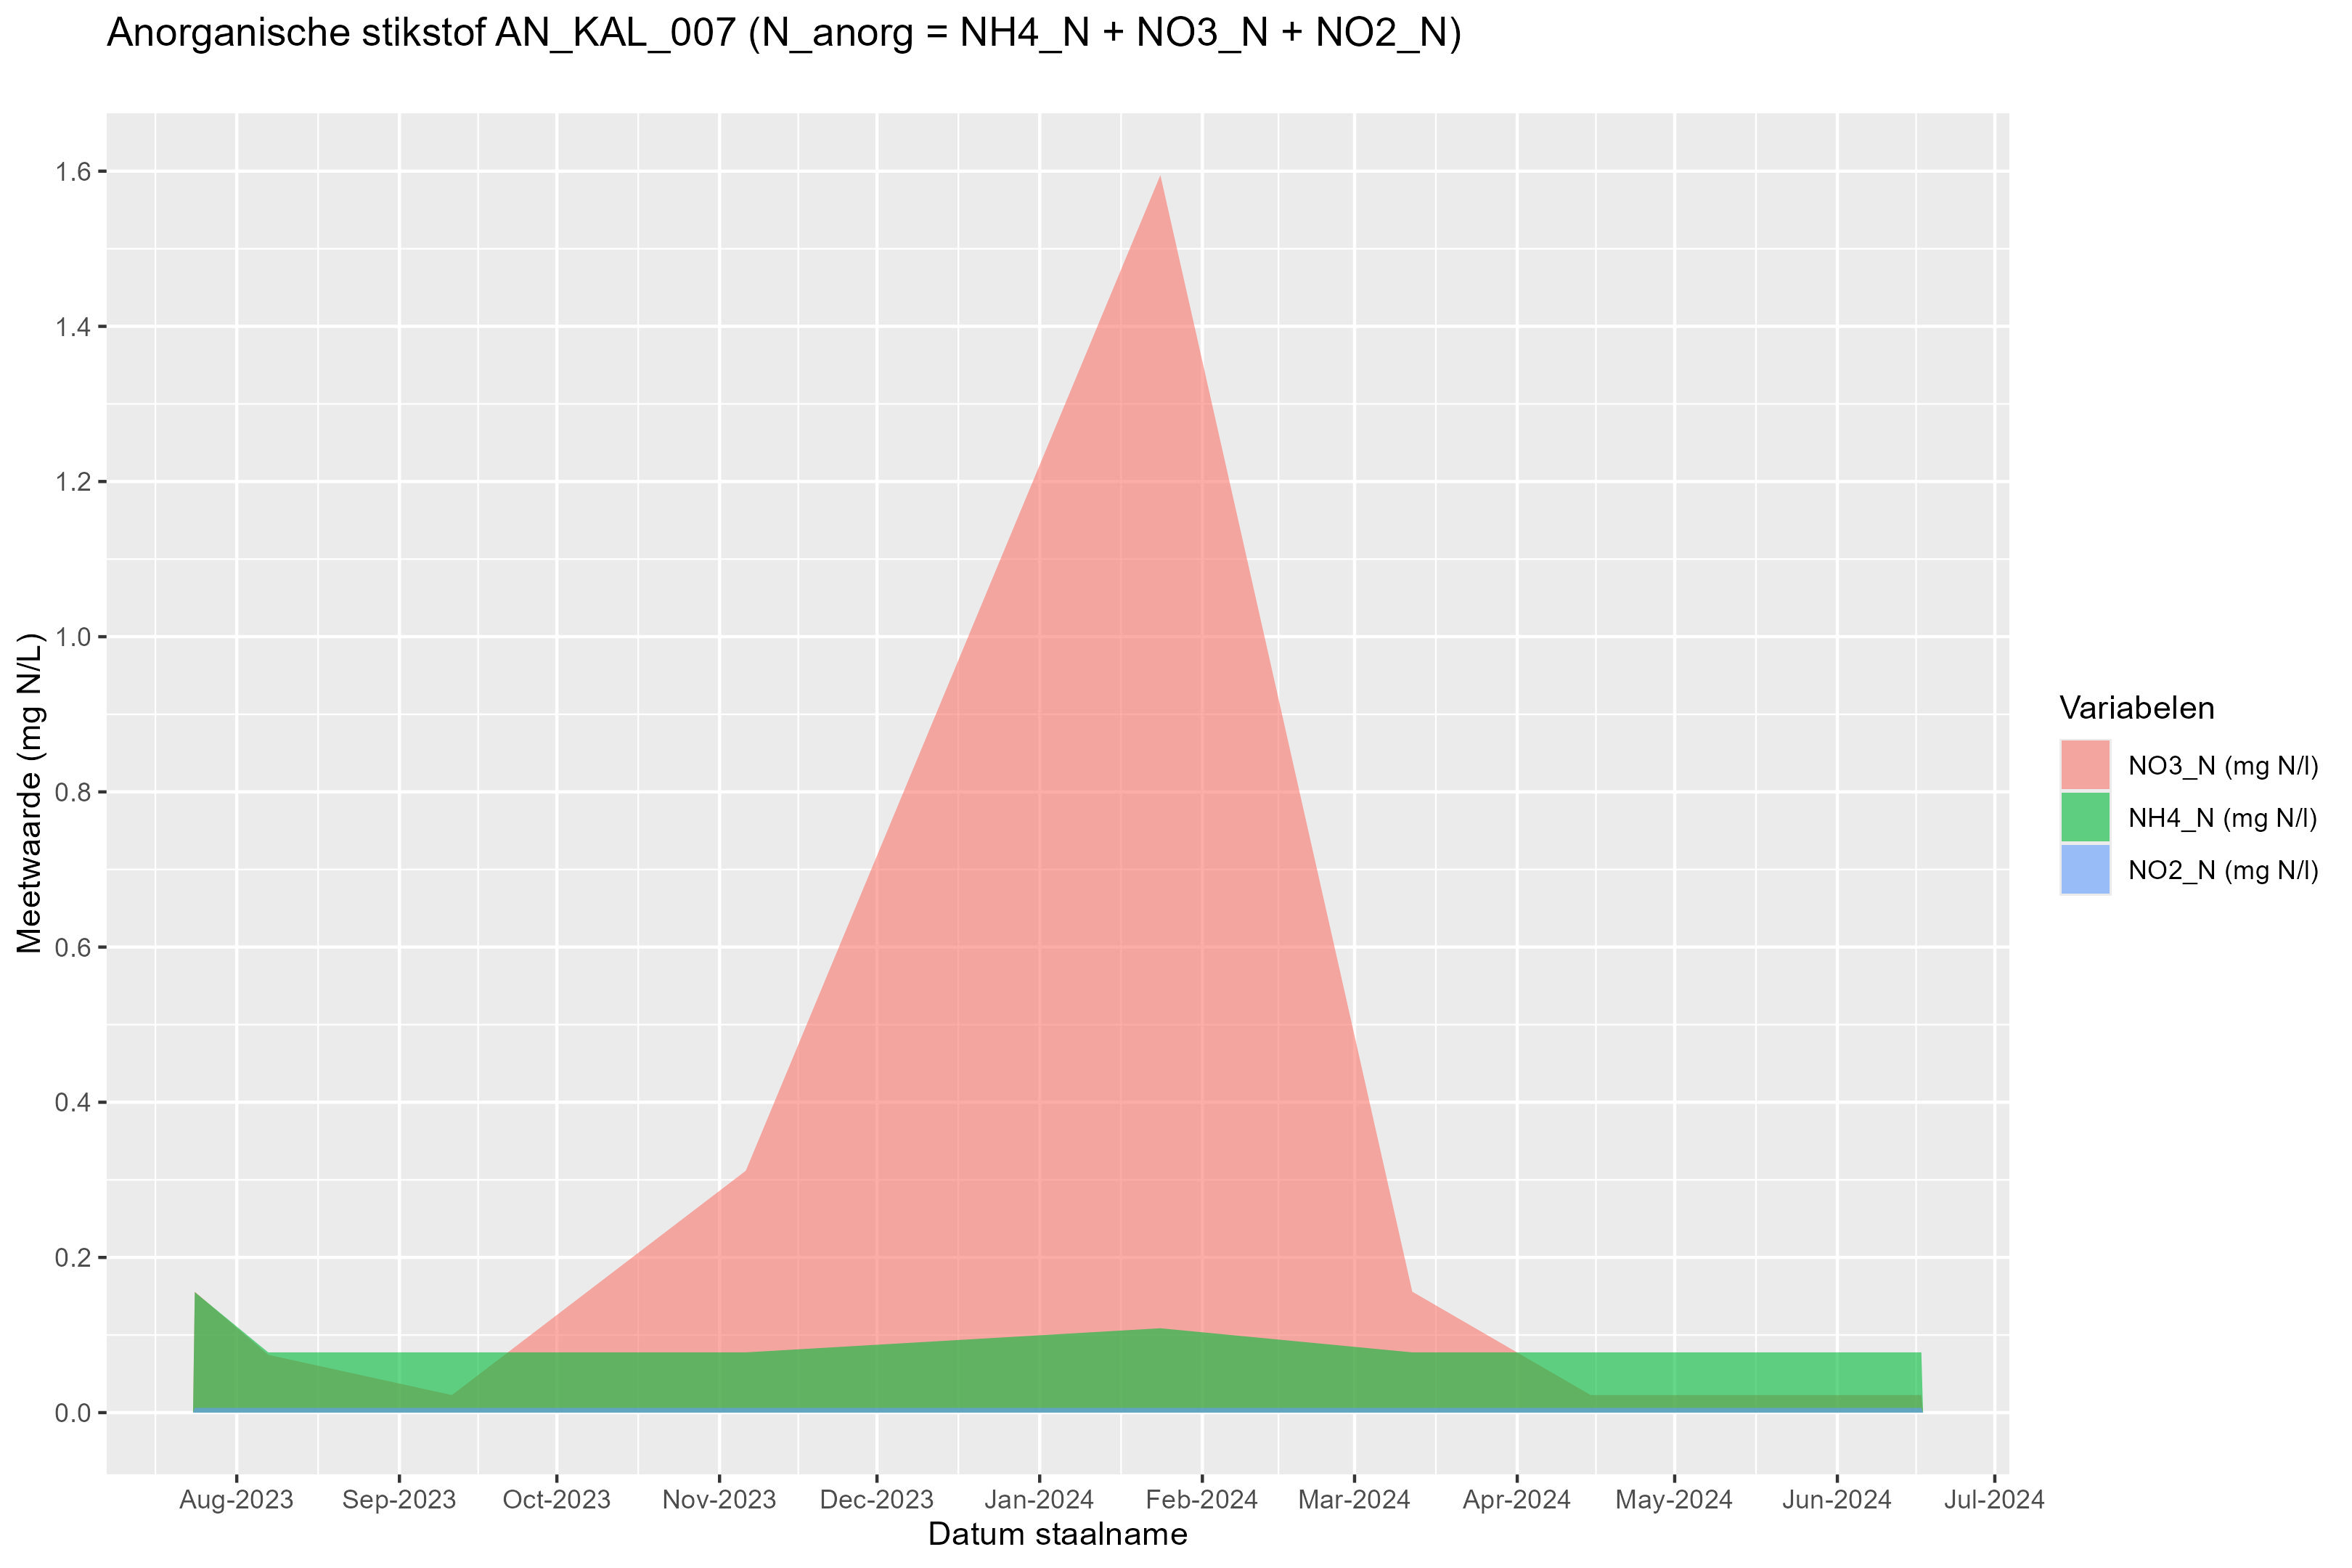 Anorganische stikstof AN_KAL_007 (N_anorg = NH4_N + NO3_N + NO2_N)
Meetwaarde (mg N/L)
1.6
1.4
1.2
1.0
0.8
0.6
0.4
0.2
0.0
Aug-2023 Sep-2023 Oct-2023 Nov-2023 Dec-2023 Jan-2024 Feb-2024 Mar-2024 Apr-2024 May-2024 Jun-2024 Jul-2024
Datum staalname
Variabelen
NO3_N (mg N/l)
NH4_N (mg N/l)
NO2_N (mg N/l)